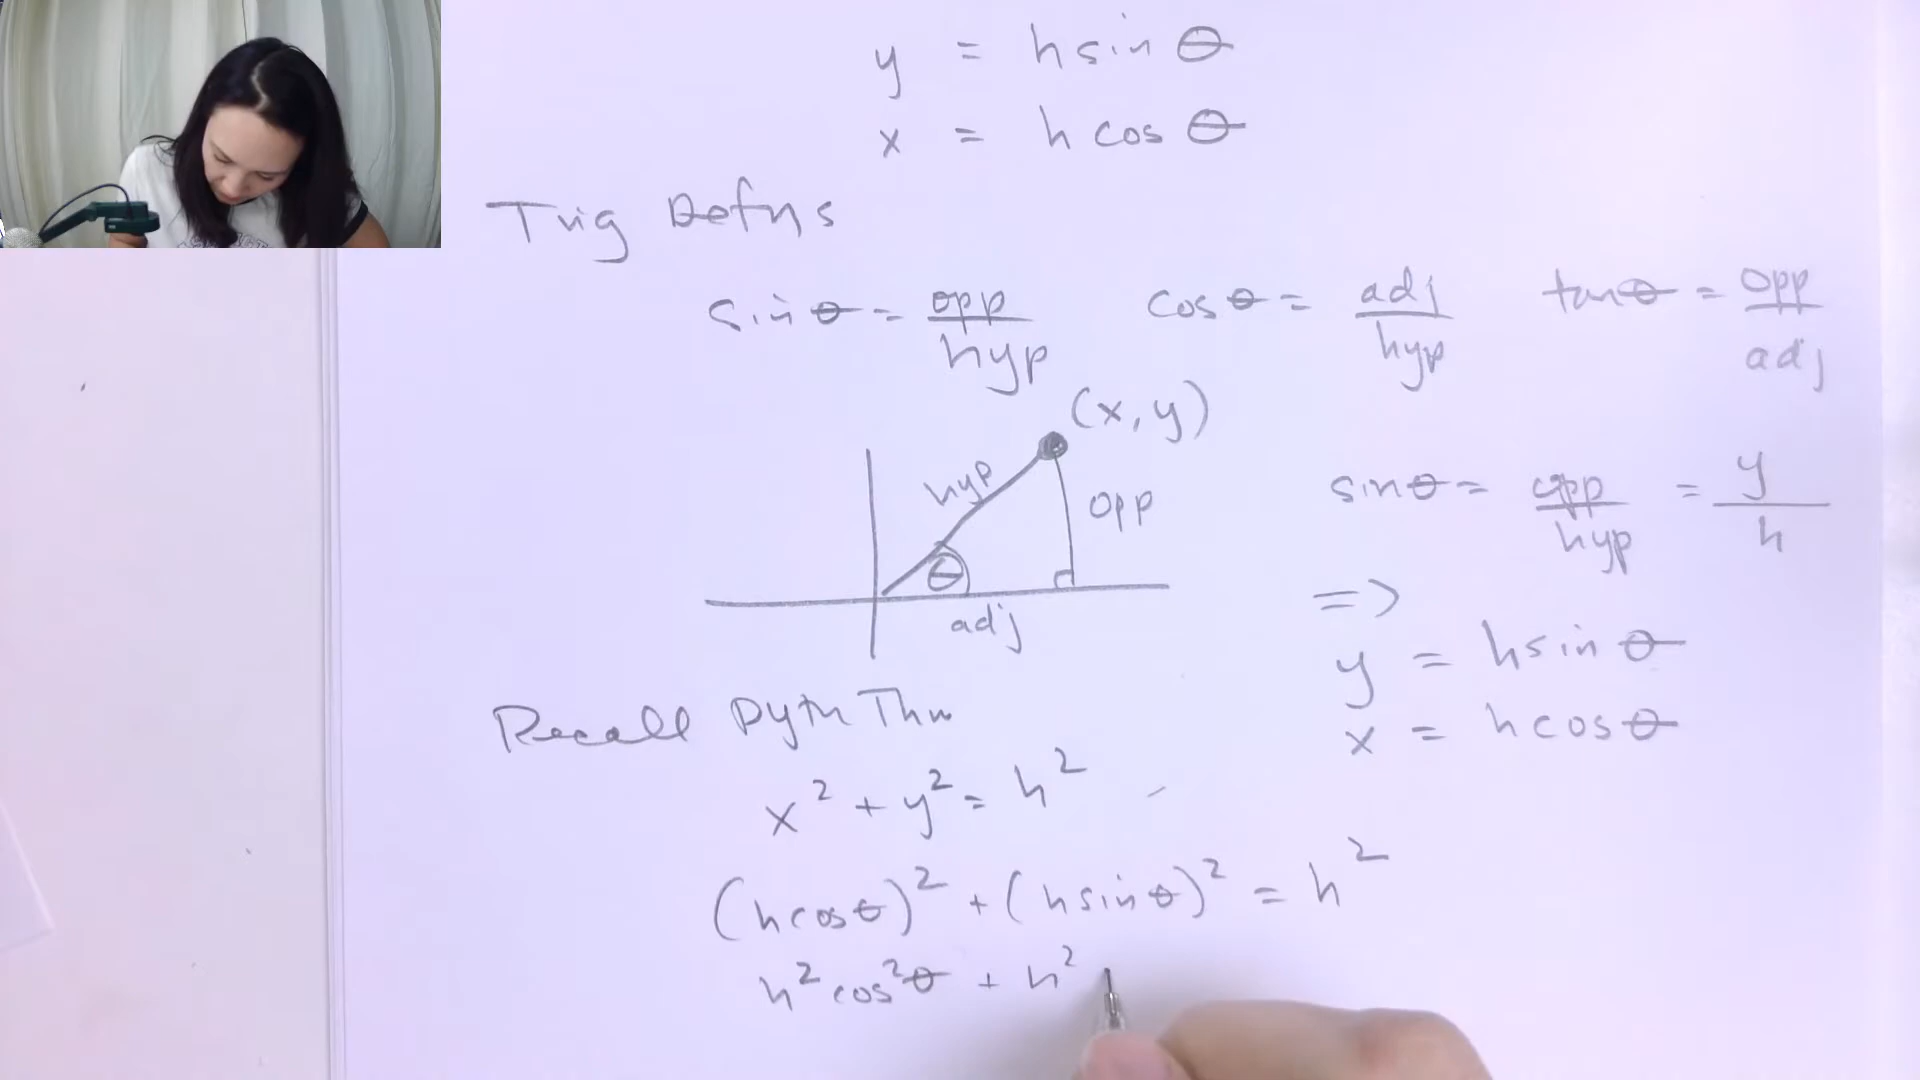 y = h sin θ
x = h cos θ
Trig Defns
sin θ = opp/hyp cos θ = adj/hyp tan θ = opp/adj
(x, y)
hyp
opp
θ
adj
sin θ = opp/hyp = y/h
=>
y = h sin θ
x = h cos θ
Recall Pyth Thm
x² + y² = h²
(h cos θ)² + (h sin θ)² = h²
h² cos² θ + h²